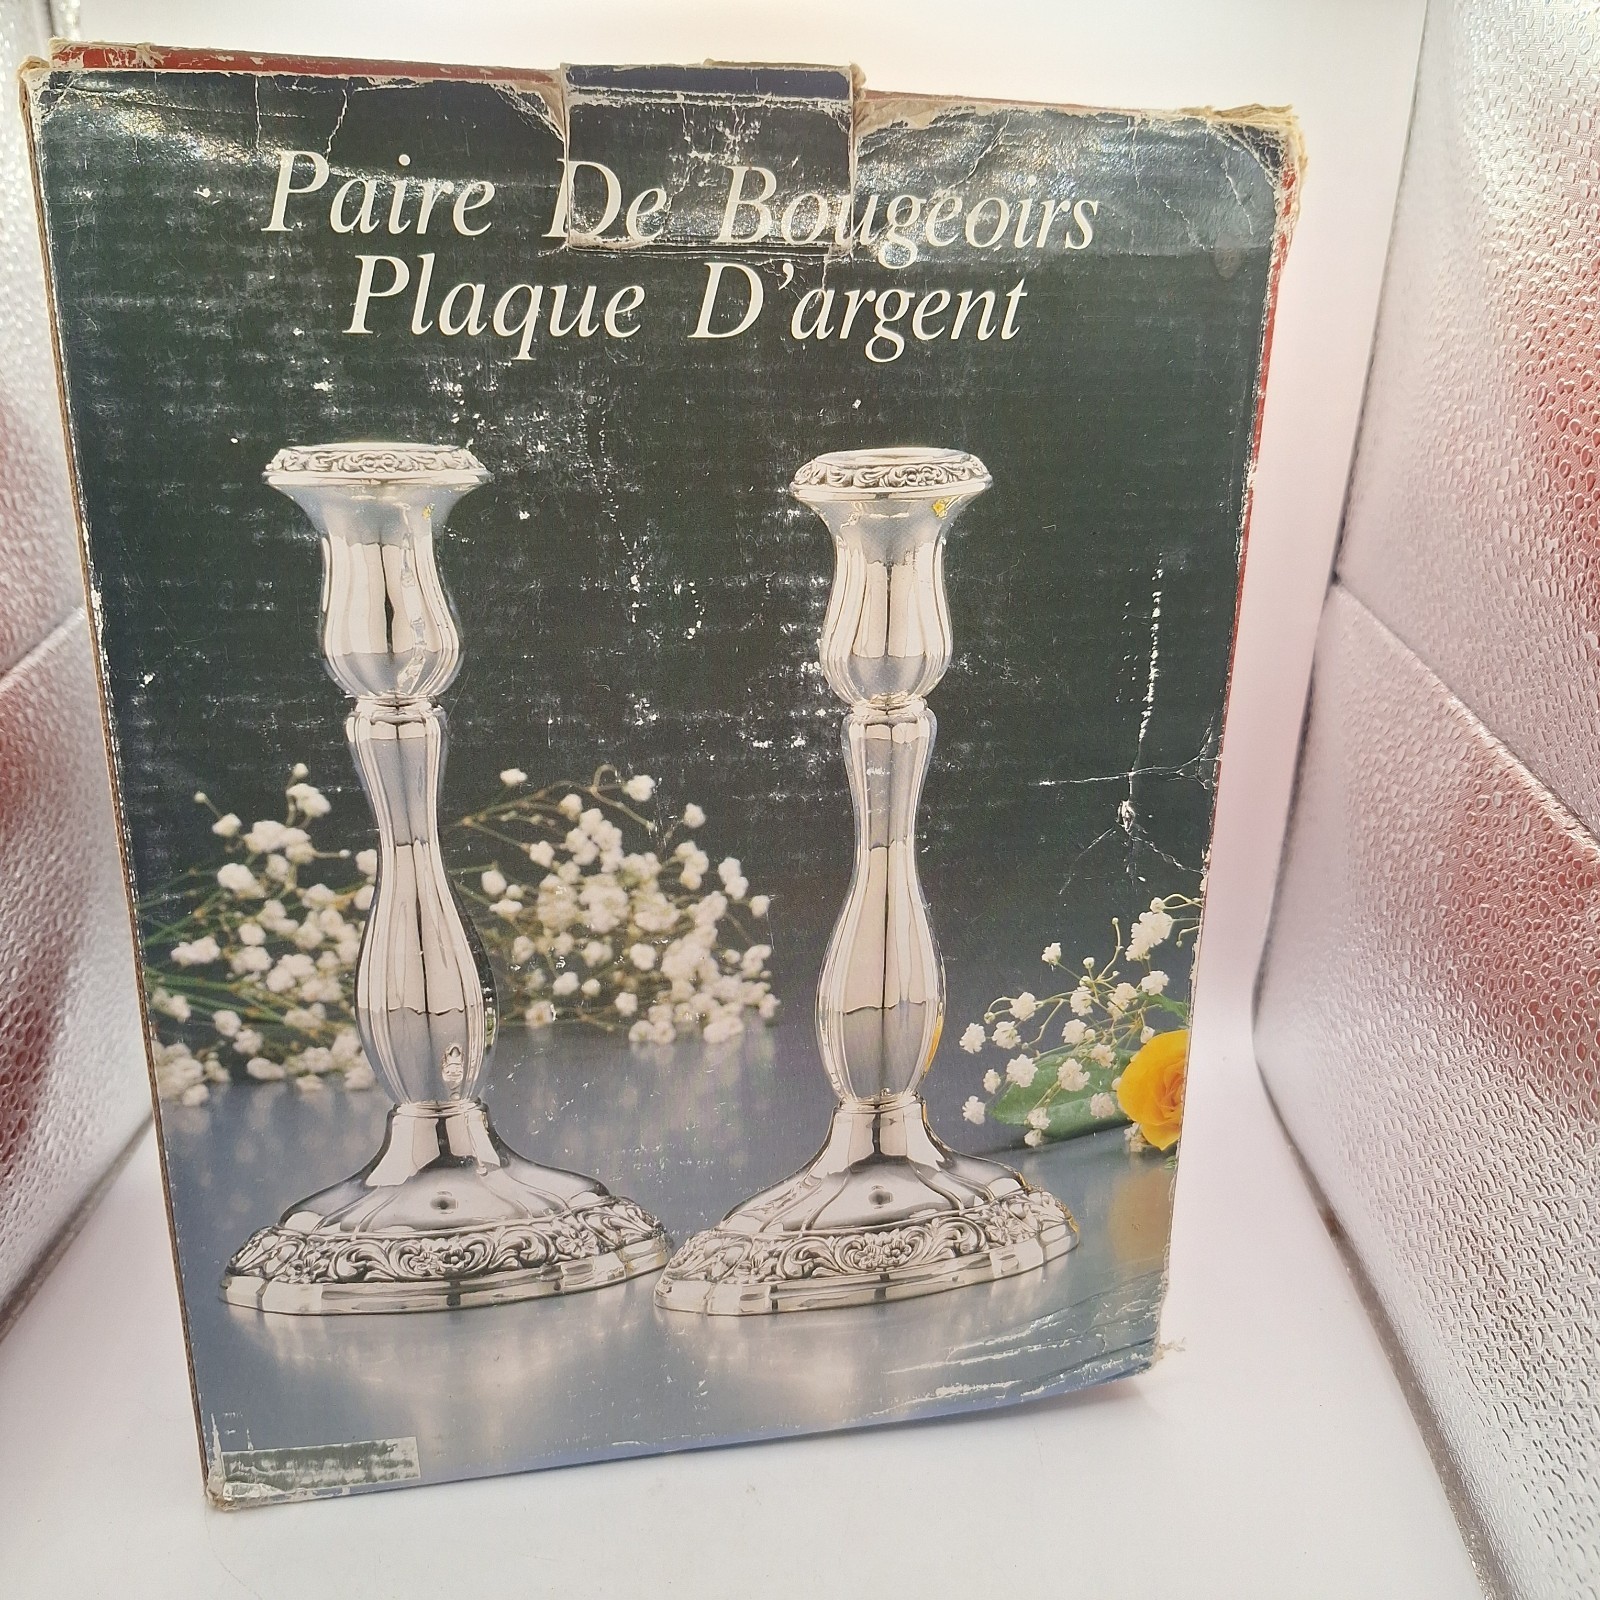 Paire De Bougeoirs
Plaque D'argent